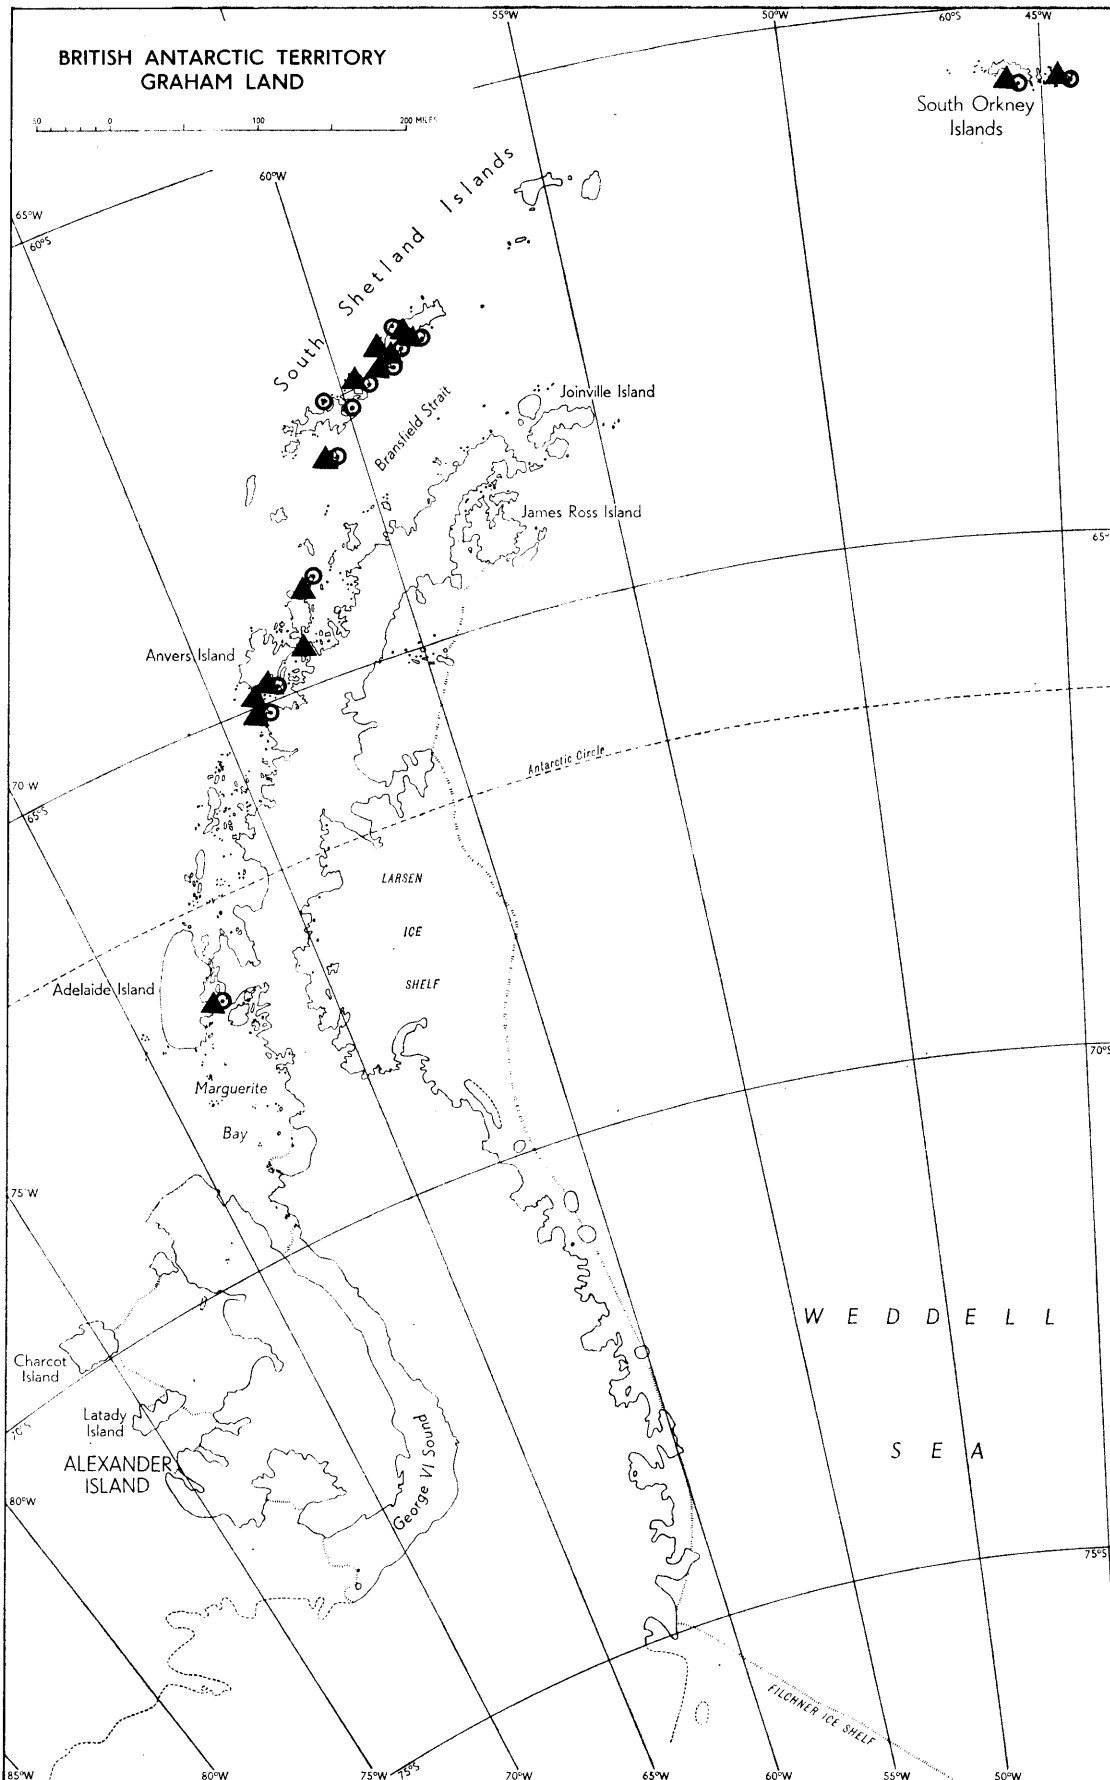 55°W
50°W
60°S
45°W
BRITISH ANTARCTIC TERRITORY
GRAHAM LAND
50 0 100 200 MILES
South Orkney
Islands
60°W
65°W
60°S
South Shetland Islands
Bransfield Strait
Joinville Island
James Ross Island
65°
Anvers Island
Antarctic Circle
70 W
65°S
LARSEN
ICE
SHELF
Adelaide Island
70°S
Marguerite
Bay
75°W
WEDDELL
SEA
Charcot
Island
Latady
Island
70°S
ALEXANDER
ISLAND
George VI Sound
80°W
75°S
FILCHNER ICE SHELF
85°W
80°W
75°W
75°S
70°W
65°W
60°W
55°W
50°W